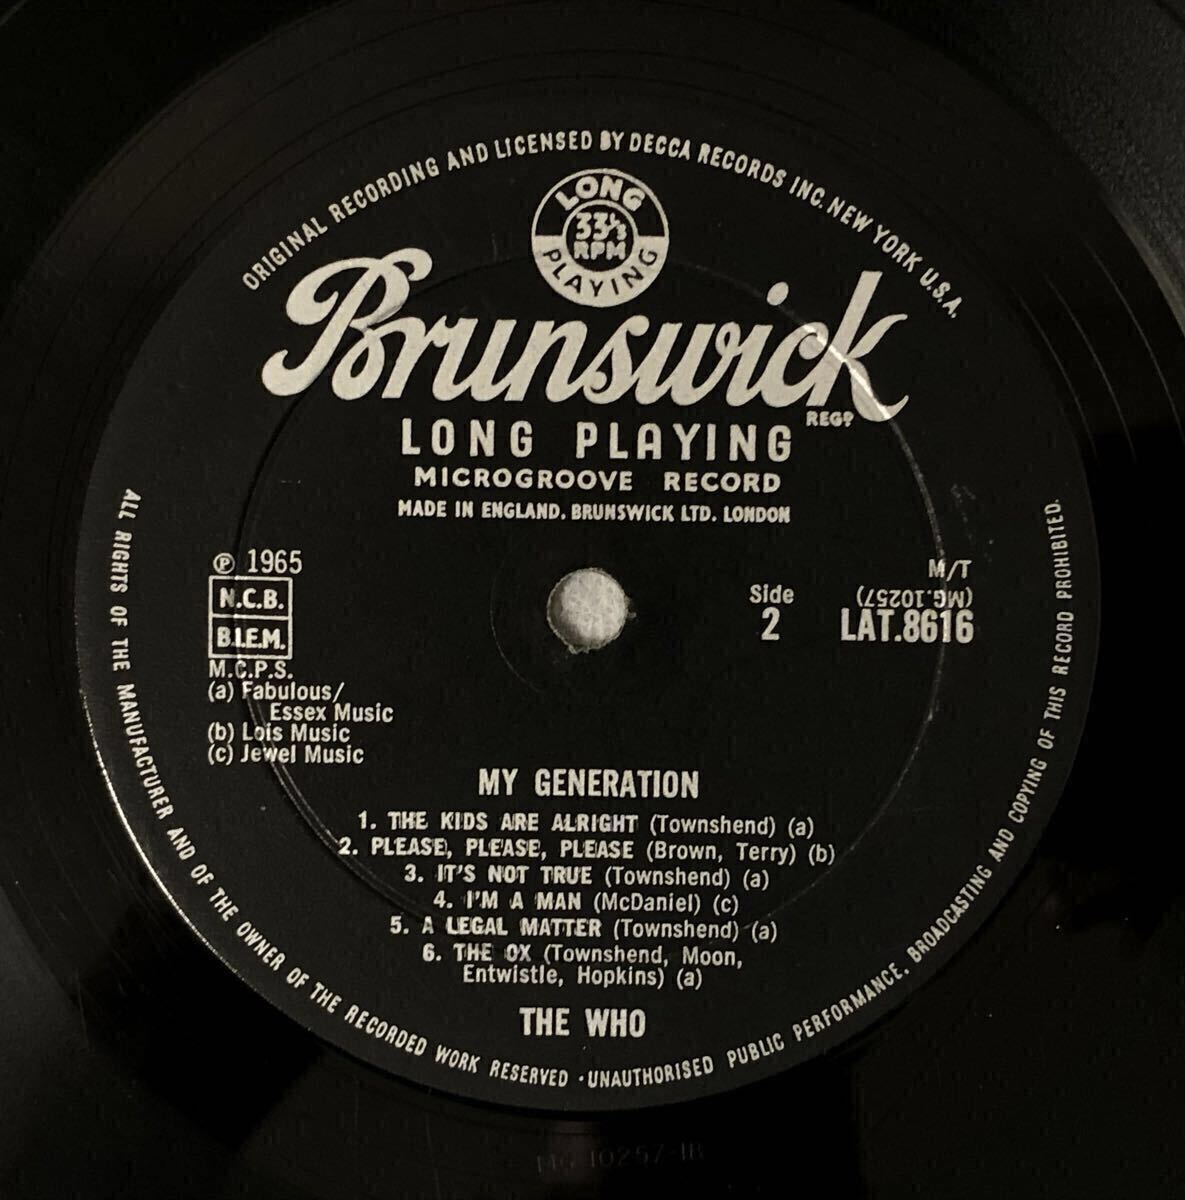 ORIGINAL RECORDING AND LICENSED BY DECCA RECORDS INC. NEW YORK U.S.A.
LONG
33⅓
RPM
PLAYING
Brunswick
REGD
LONG PLAYING
MICROGROOVE RECORD
MADE IN ENGLAND. BRUNSWICK LTD. LONDON
℗ 1965
N.C.B.
B.I.E.M.
M.C.P.S.
(a) Fabulous/
Essex Music
(b) Lois Music
(c) Jewel Music
Side
2
M/T
(MG.10257)
LAT.8616
MY GENERATION
1. THE KIDS ARE ALRIGHT (Townshend) (a)
2. PLEASE, PLEASE, PLEASE (Brown, Terry) (b)
3. IT'S NOT TRUE (Townshend) (a)
4. I'M A MAN (McDaniel) (c)
5. A LEGAL MATTER (Townshend) (a)
6. THE OX (Townshend, Moon,
Entwistle, Hopkins) (a)
THE WHO
ALL RIGHTS OF THE MANUFACTURER AND OF THE OWNER OF THE RECORDED WORK RESERVED · UNAUTHORISED PUBLIC PERFORMANCE, BROADCASTING AND COPYING OF THIS RECORD PROHIBITED.
MG 10257-1B